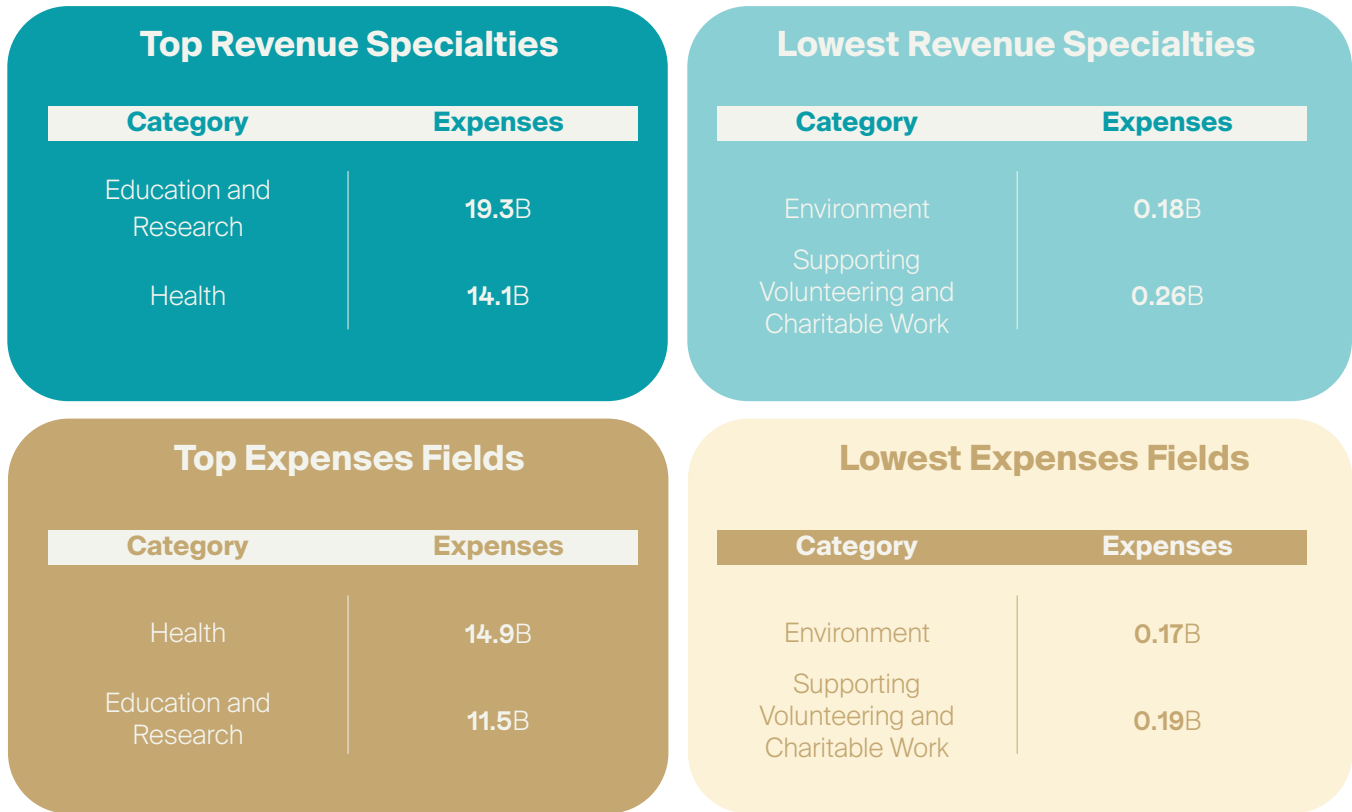 Top Revenue Specialties
Category Expenses
Education and
Research
19.3B
Health 14.1B
Lowest Revenue Specialties
Category Expenses
Environment 0.18B
Supporting
Volunteering and
Charitable Work
0.26B
Top Expenses Fields
Category Expenses
Health 14.9B
Education and
Research
11.5B
Lowest Expenses Fields
Category Expenses
Environment 0.17B
Supporting
Volunteering and
Charitable Work
0.19B